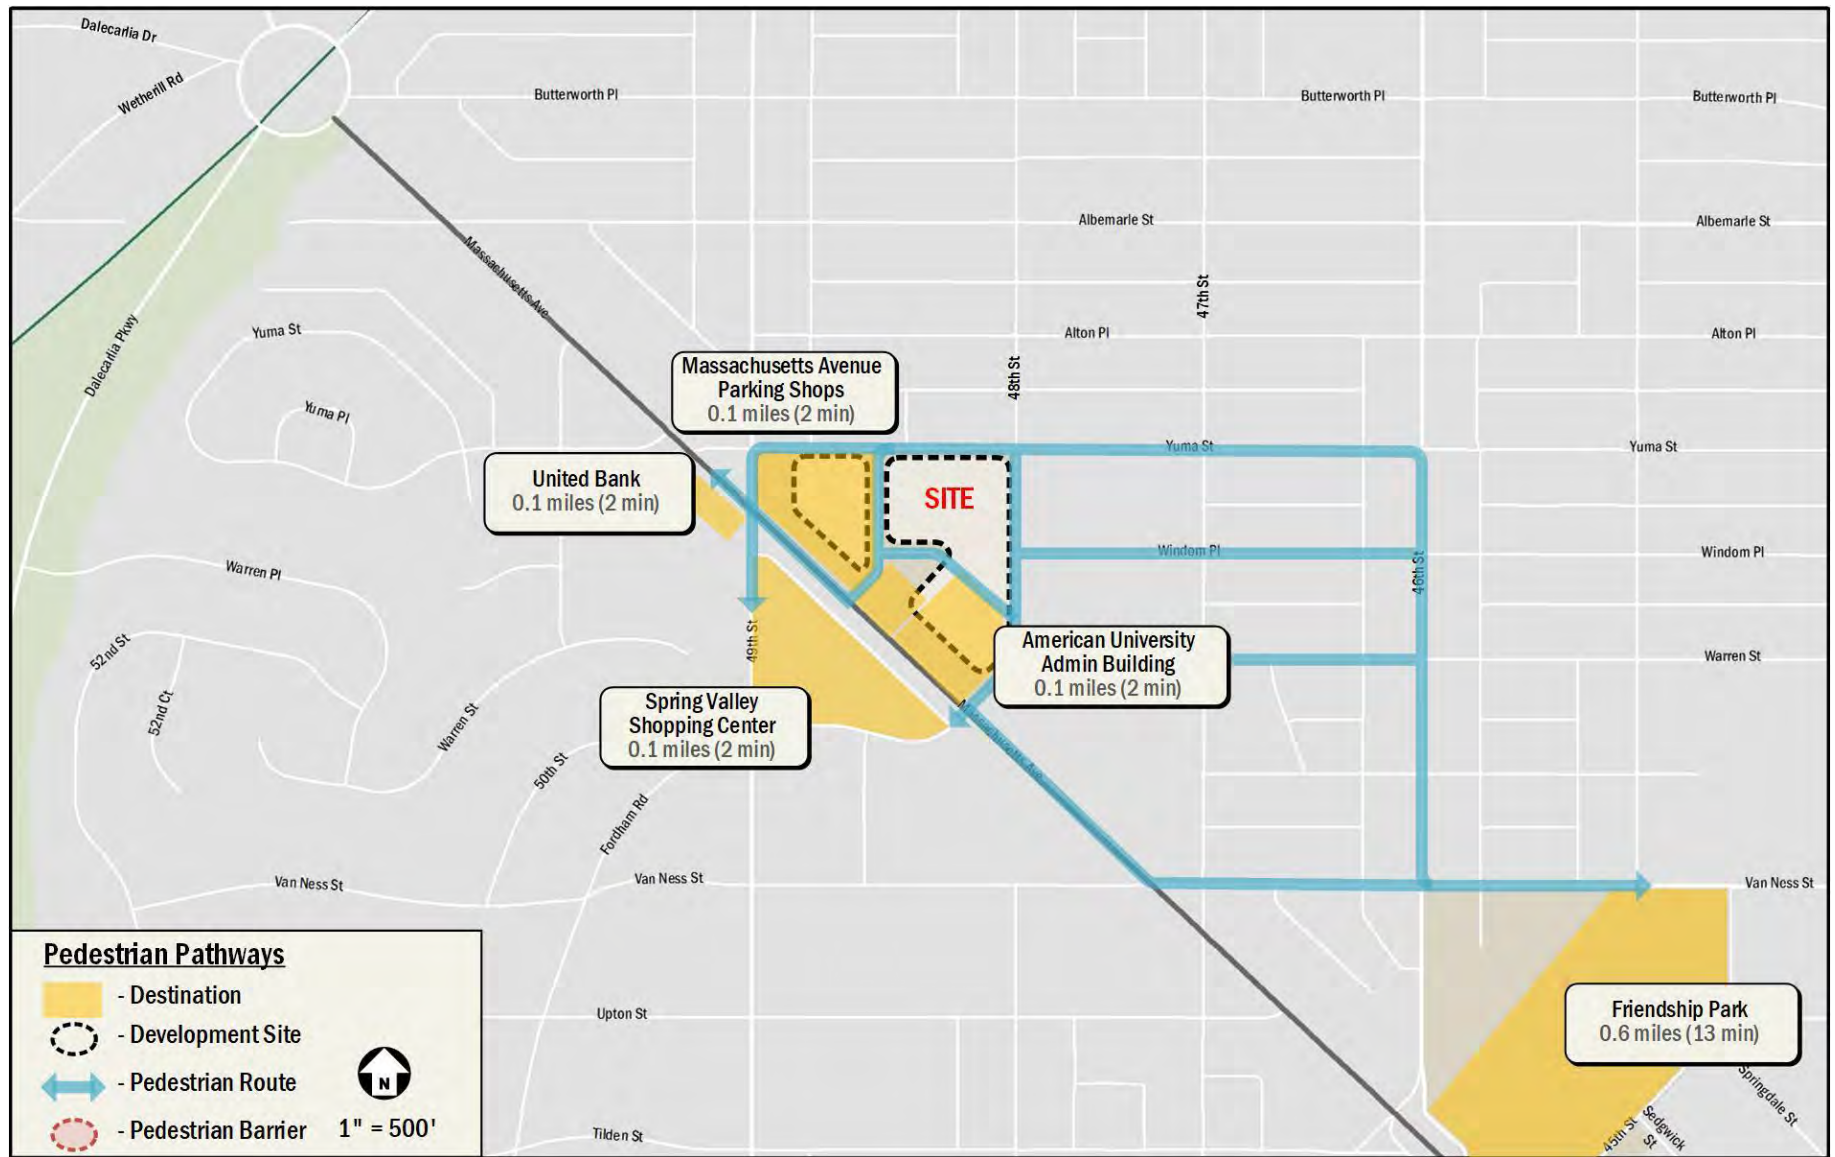 Dalecarlia Dr
Wetherill Rd
Butterworth Pl
Butterworth Pl
Butterworth Pl
Albemarle St
Albemarle St
Massachusetts Ave
47th St
Dalecarlia Pkwy
Yuma St
Alton Pl
Alton Pl
48th St
Massachusetts Avenue
Parking Shops
0.1 miles (2 min)
Yuma Pl
Yuma St
Yuma St
United Bank
0.1 miles (2 min)
SITE
Warren Pl
Windom Pl
Windom Pl
46th St
52nd St
49th St
American University
Admin Building
0.1 miles (2 min)
Warren St
52nd Ct
Warren St
Spring Valley
Shopping Center
0.1 miles (2 min)
Massachusetts Ave
50th St
Fordham Rd
Van Ness St
Van Ness St
Van Ness St
Pedestrian Pathways
- Destination
- Development Site
- Pedestrian Route
- Pedestrian Barrier
N
1" = 500'
Upton St
Friendship Park
0.6 miles (13 min)
Springdale St
Sedgwick
St
45th St
Tilden St